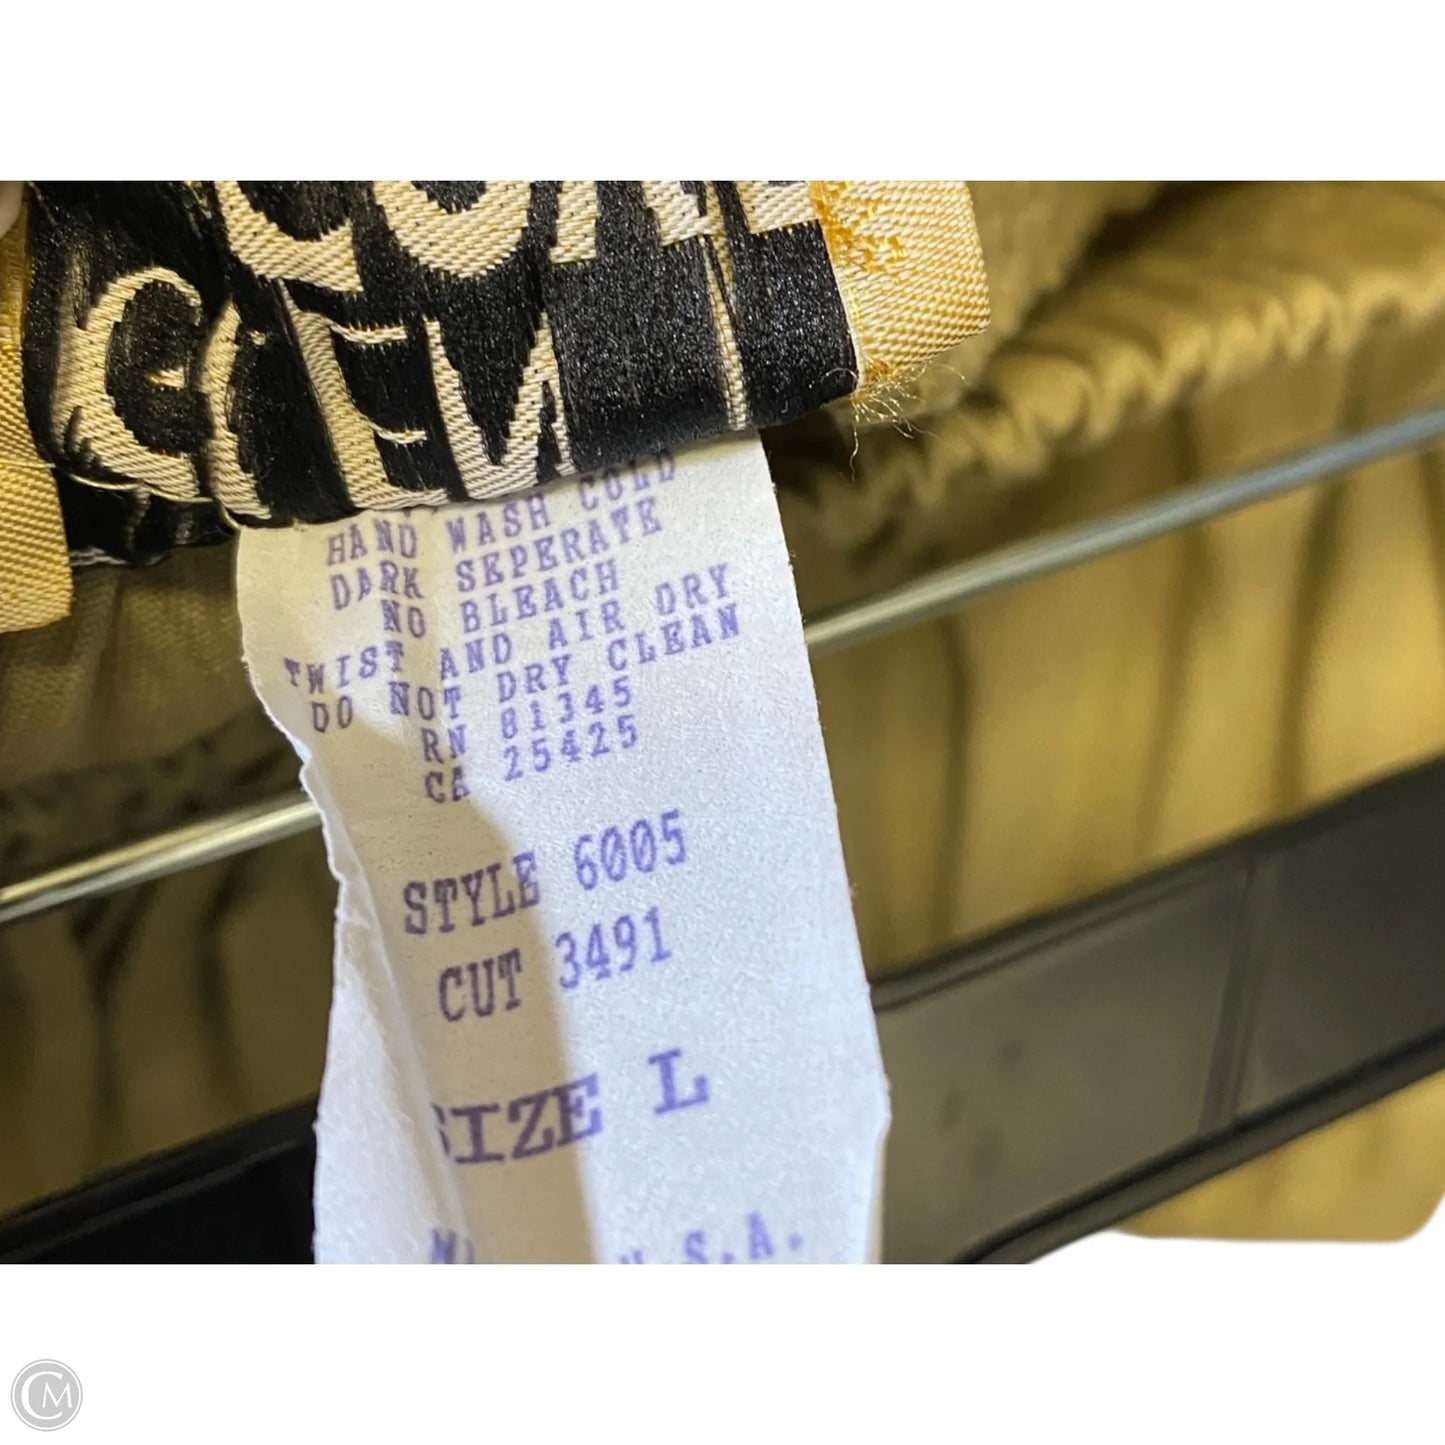 HAND WASH COLD
DARK SEPERATE
NO BLEACH
TWIST AND AIR DRY
DO NOT DRY CLEAN
RN 81345
CA 25425
STYLE 6005
CUT 3491
SIZE L
U.S.A.
CM